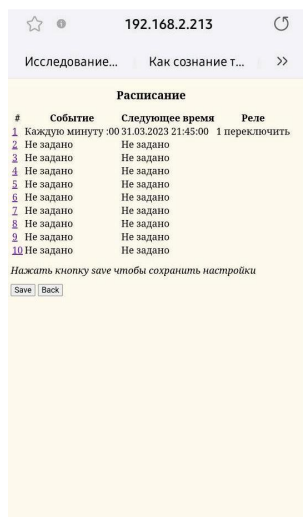 192.168.2.213
Исследование... Как сознание т... >>
Расписание
# Событие Следующее время Реле
1 Каждую минуту :00 31.03.2023 21:45:00 1 переключить
2 Не задано Не задано
3 Не задано Не задано
4 Не задано Не задано
5 Не задано Не задано
6 Не задано Не задано
7 Не задано Не задано
8 Не задано Не задано
9 Не задано Не задано
10 Не задано Не задано
Нажать кнопку save чтобы сохранить настройки
Save Back